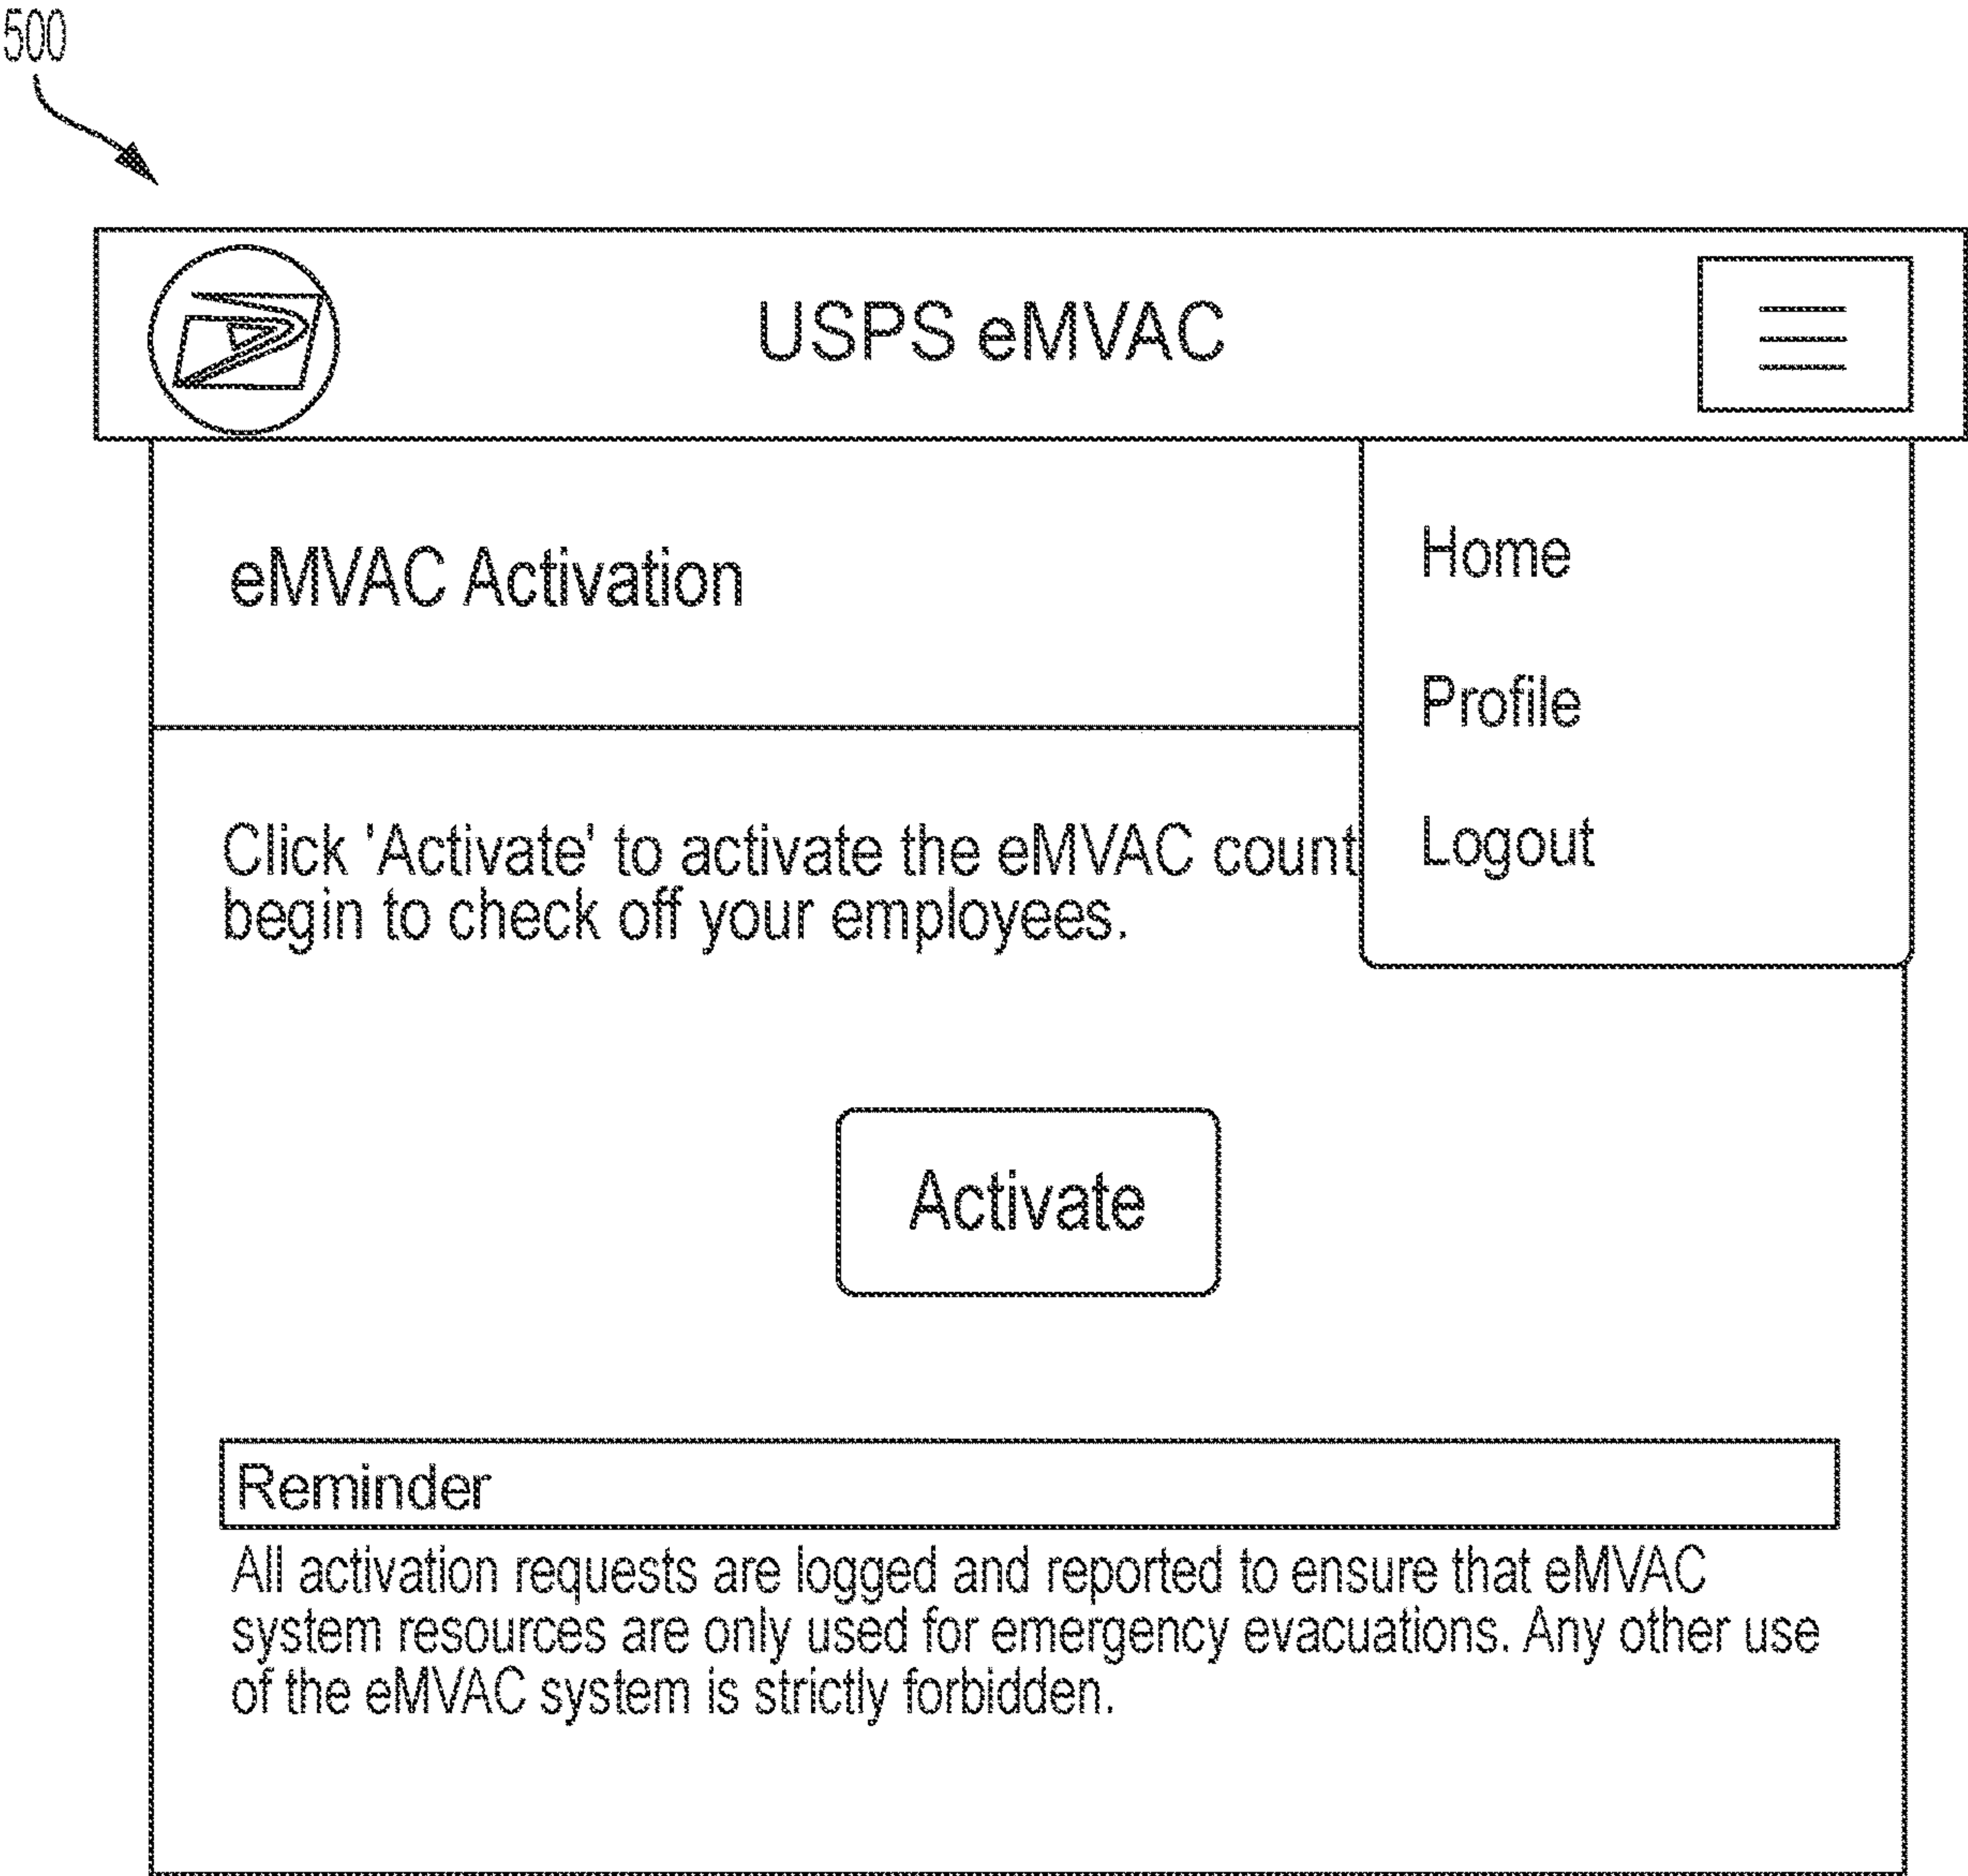 500
USPS eMVAC
eMVAC Activation
Home
Profile
Logout
Click 'Activate' to activate the eMVAC count
begin to check off your employees.
Activate
Reminder
All activation requests are logged and reported to ensure that eMVAC
system resources are only used for emergency evacuations. Any other use
of the eMVAC system is strictly forbidden.